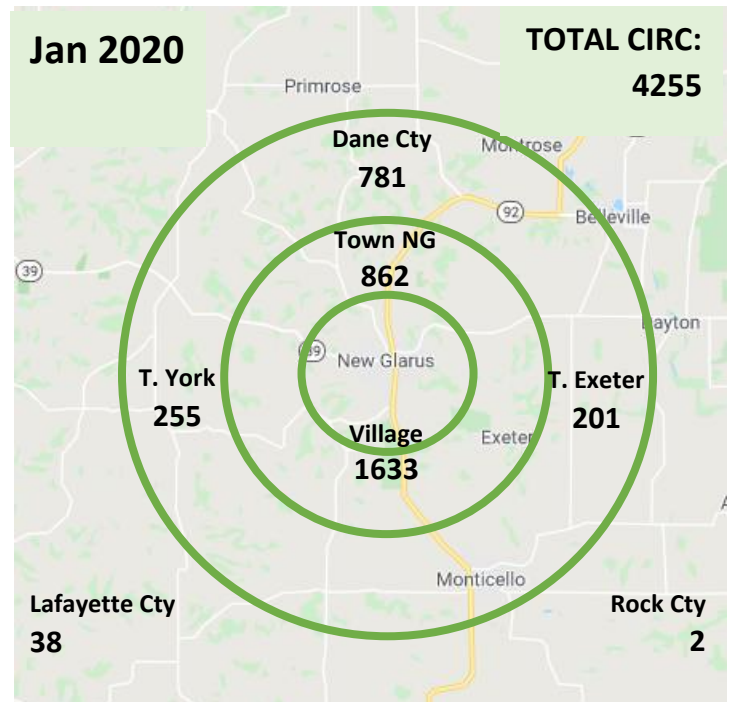 Jan 2020
TOTAL CIRC:
4255
Primrose
Dane Cty
781
Montrose
92
Belleville
Town NG
862
39
Dayton
39
New Glarus
T. York
255
T. Exeter
201
Village
1633
Exeter
Monticello
Lafayette Cty
38
Rock Cty
2